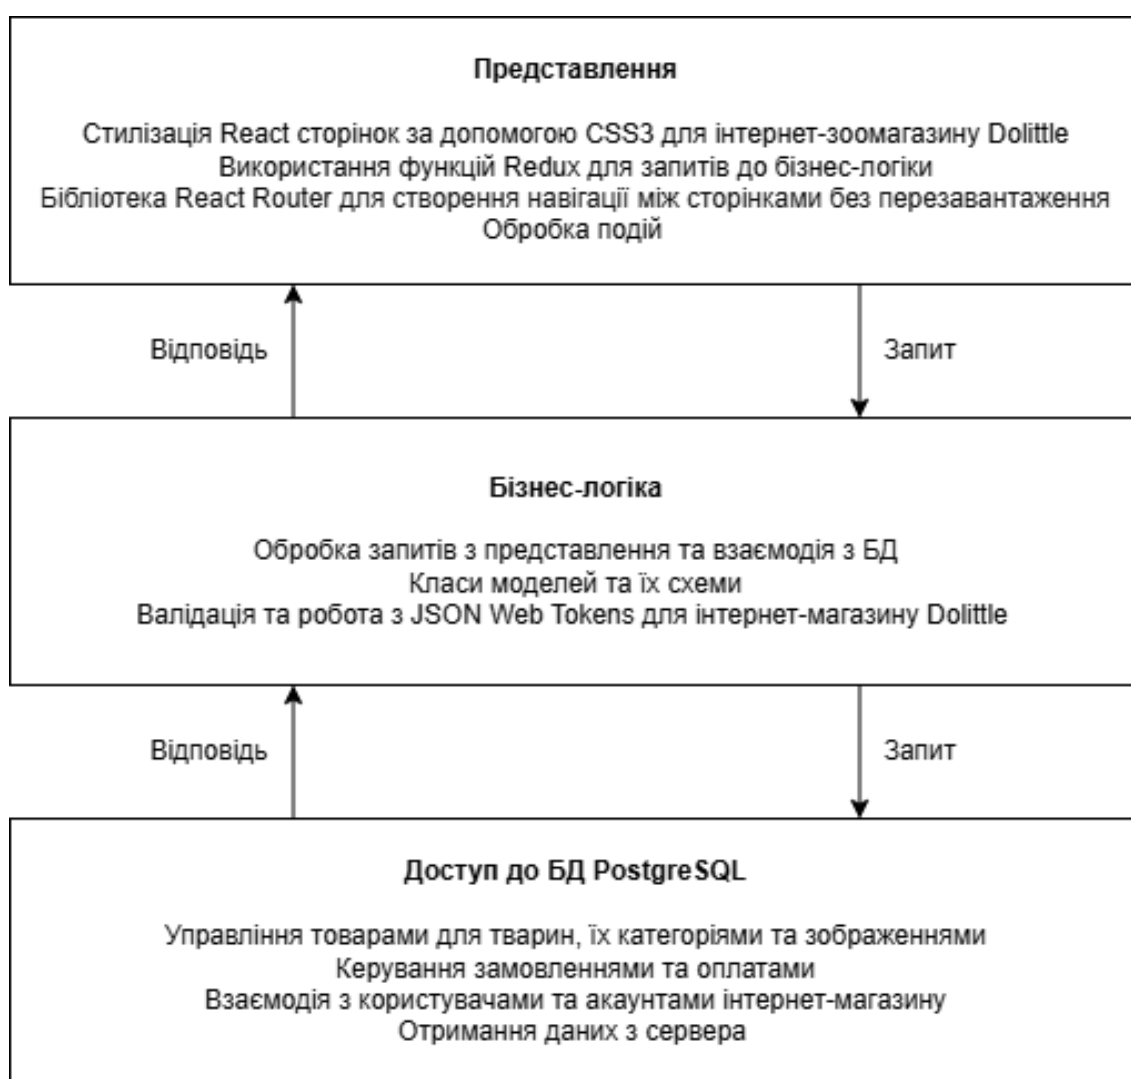 Представлення
Стилізація React сторінок за допомогою CSS3 для інтернет-зоомагазину Dolittle
Використання функцій Redux для запитів до бізнес-логіки
Бібліотека React Router для створення навігації між сторінками без перезавантаження
Обробка подій
Відповідь
Запит
Бізнес-логіка
Обробка запитів з представлення та взаємодія з БД
Класи моделей та їх схеми
Валідація та робота з JSON Web Tokens для інтернет-магазину Dolittle
Відповідь
Запит
Доступ до БД PostgreSQL
Управління товарами для тварин, їх категоріями та зображеннями
Керування замовленнями та оплатами
Взаємодія з користувачами та акаунтами інтернет-магазину
Отримання даних з сервера